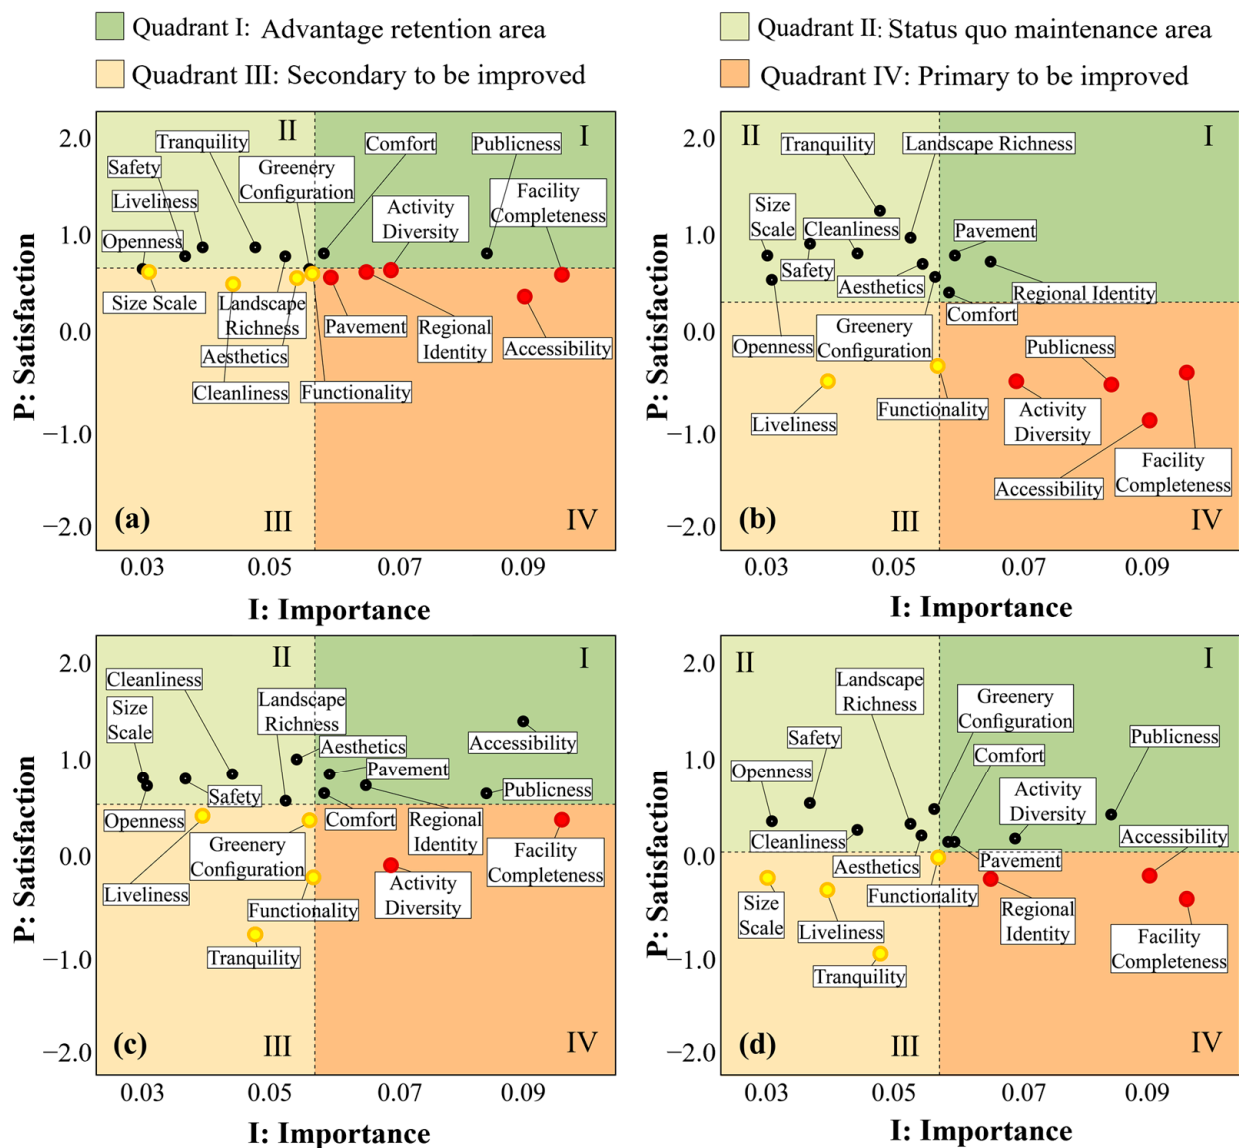 Quadrant I: Advantage retention area
Quadrant II: Status quo maintenance area
Quadrant III: Secondary to be improved
Quadrant IV: Primary to be improved
P: Satisfaction
2.0
1.0
0.0
−1.0
−2.0
II
I
Tranquility
Comfort
Publicness
Safety
Greenery
Configuration
Liveliness
Activity
Diversity
Facility
Completeness
Openness
Size Scale
Landscape
Richness
Pavement
Regional
Identity
Accessibility
Aesthetics
Cleanliness
Functionality
(a)
III
IV
0.03
0.05
0.07
0.09
I: Importance
P: Satisfaction
2.0
1.0
0.0
−1.0
−2.0
II
I
Tranquility
Landscape Richness
Size
Scale
Cleanliness
Pavement
Safety
Aesthetics
Regional Identity
Comfort
Openness
Greenery
Configuration
Publicness
Liveliness
Functionality
Activity
Diversity
Facility
Completeness
Accessibility
(b)
III
IV
0.03
0.05
0.07
0.09
I: Importance
P: Satisfaction
2.0
1.0
0.0
−1.0
−2.0
II
I
Cleanliness
Size
Scale
Landscape
Richness
Aesthetics
Accessibility
Pavement
Safety
Publicness
Openness
Comfort
Regional
Identity
Greenery
Configuration
Facility
Completeness
Liveliness
Functionality
Activity
Diversity
Tranquility
(c)
III
IV
0.03
0.05
0.07
0.09
I: Importance
P: Satisfaction
2.0
1.0
0.0
−1.0
−2.0
II
I
Landscape
Richness
Greenery
Configuration
Safety
Publicness
Comfort
Openness
Activity
Diversity
Cleanliness
Accessibility
Aesthetics
Pavement
Functionality
Size
Scale
Liveliness
Regional
Identity
Facility
Completeness
Tranquility
(d)
III
IV
0.03
0.05
0.07
0.09
I: Importance